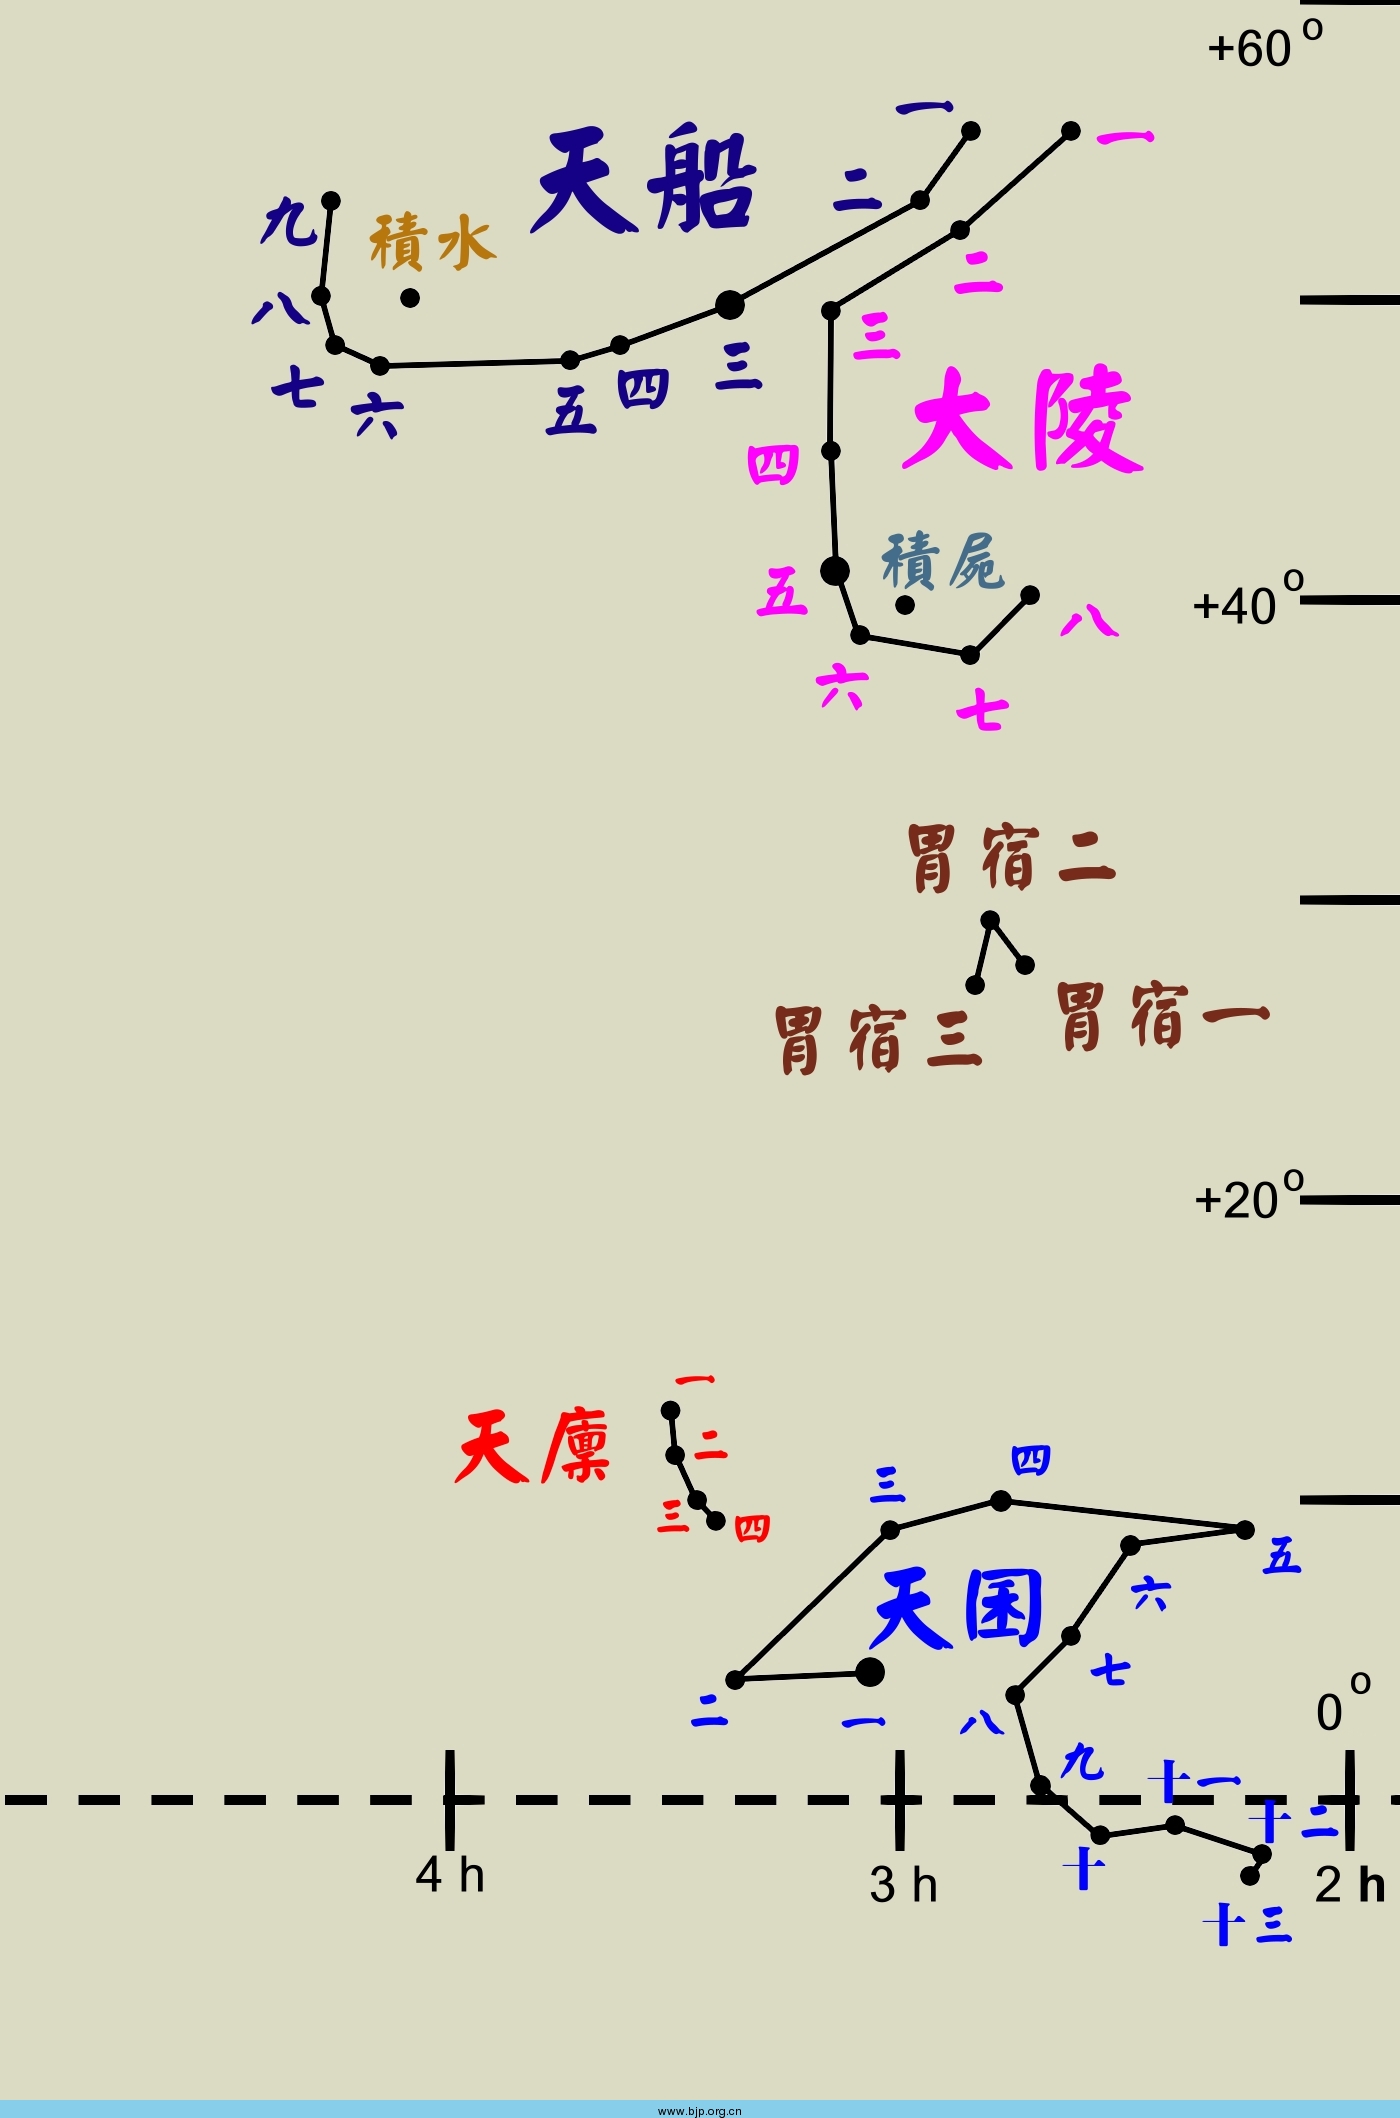 +60°
一
一
天船
二
九
積水
二
八
三
三
七
六
五
四
大陵
四
積屍
五
+40°
八
六
七
胃宿二
胃宿三
胃宿一
+20°
一
天廩
二
三
四
三
四
五
天囷
六
七
二
一
八
0°
九
十一
十二
十
4 h
3 h
2 h
十三
www.bjp.org.cn